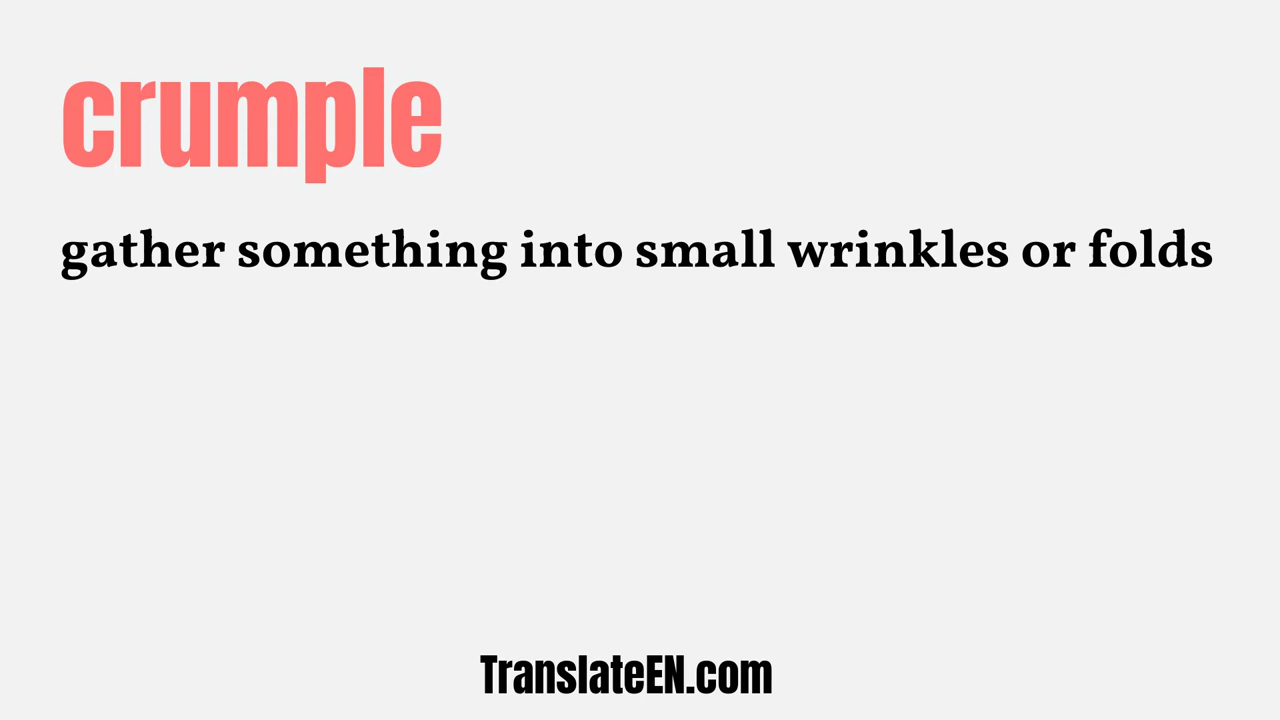 crumple
gather something into small wrinkles or folds
TranslateEN.com